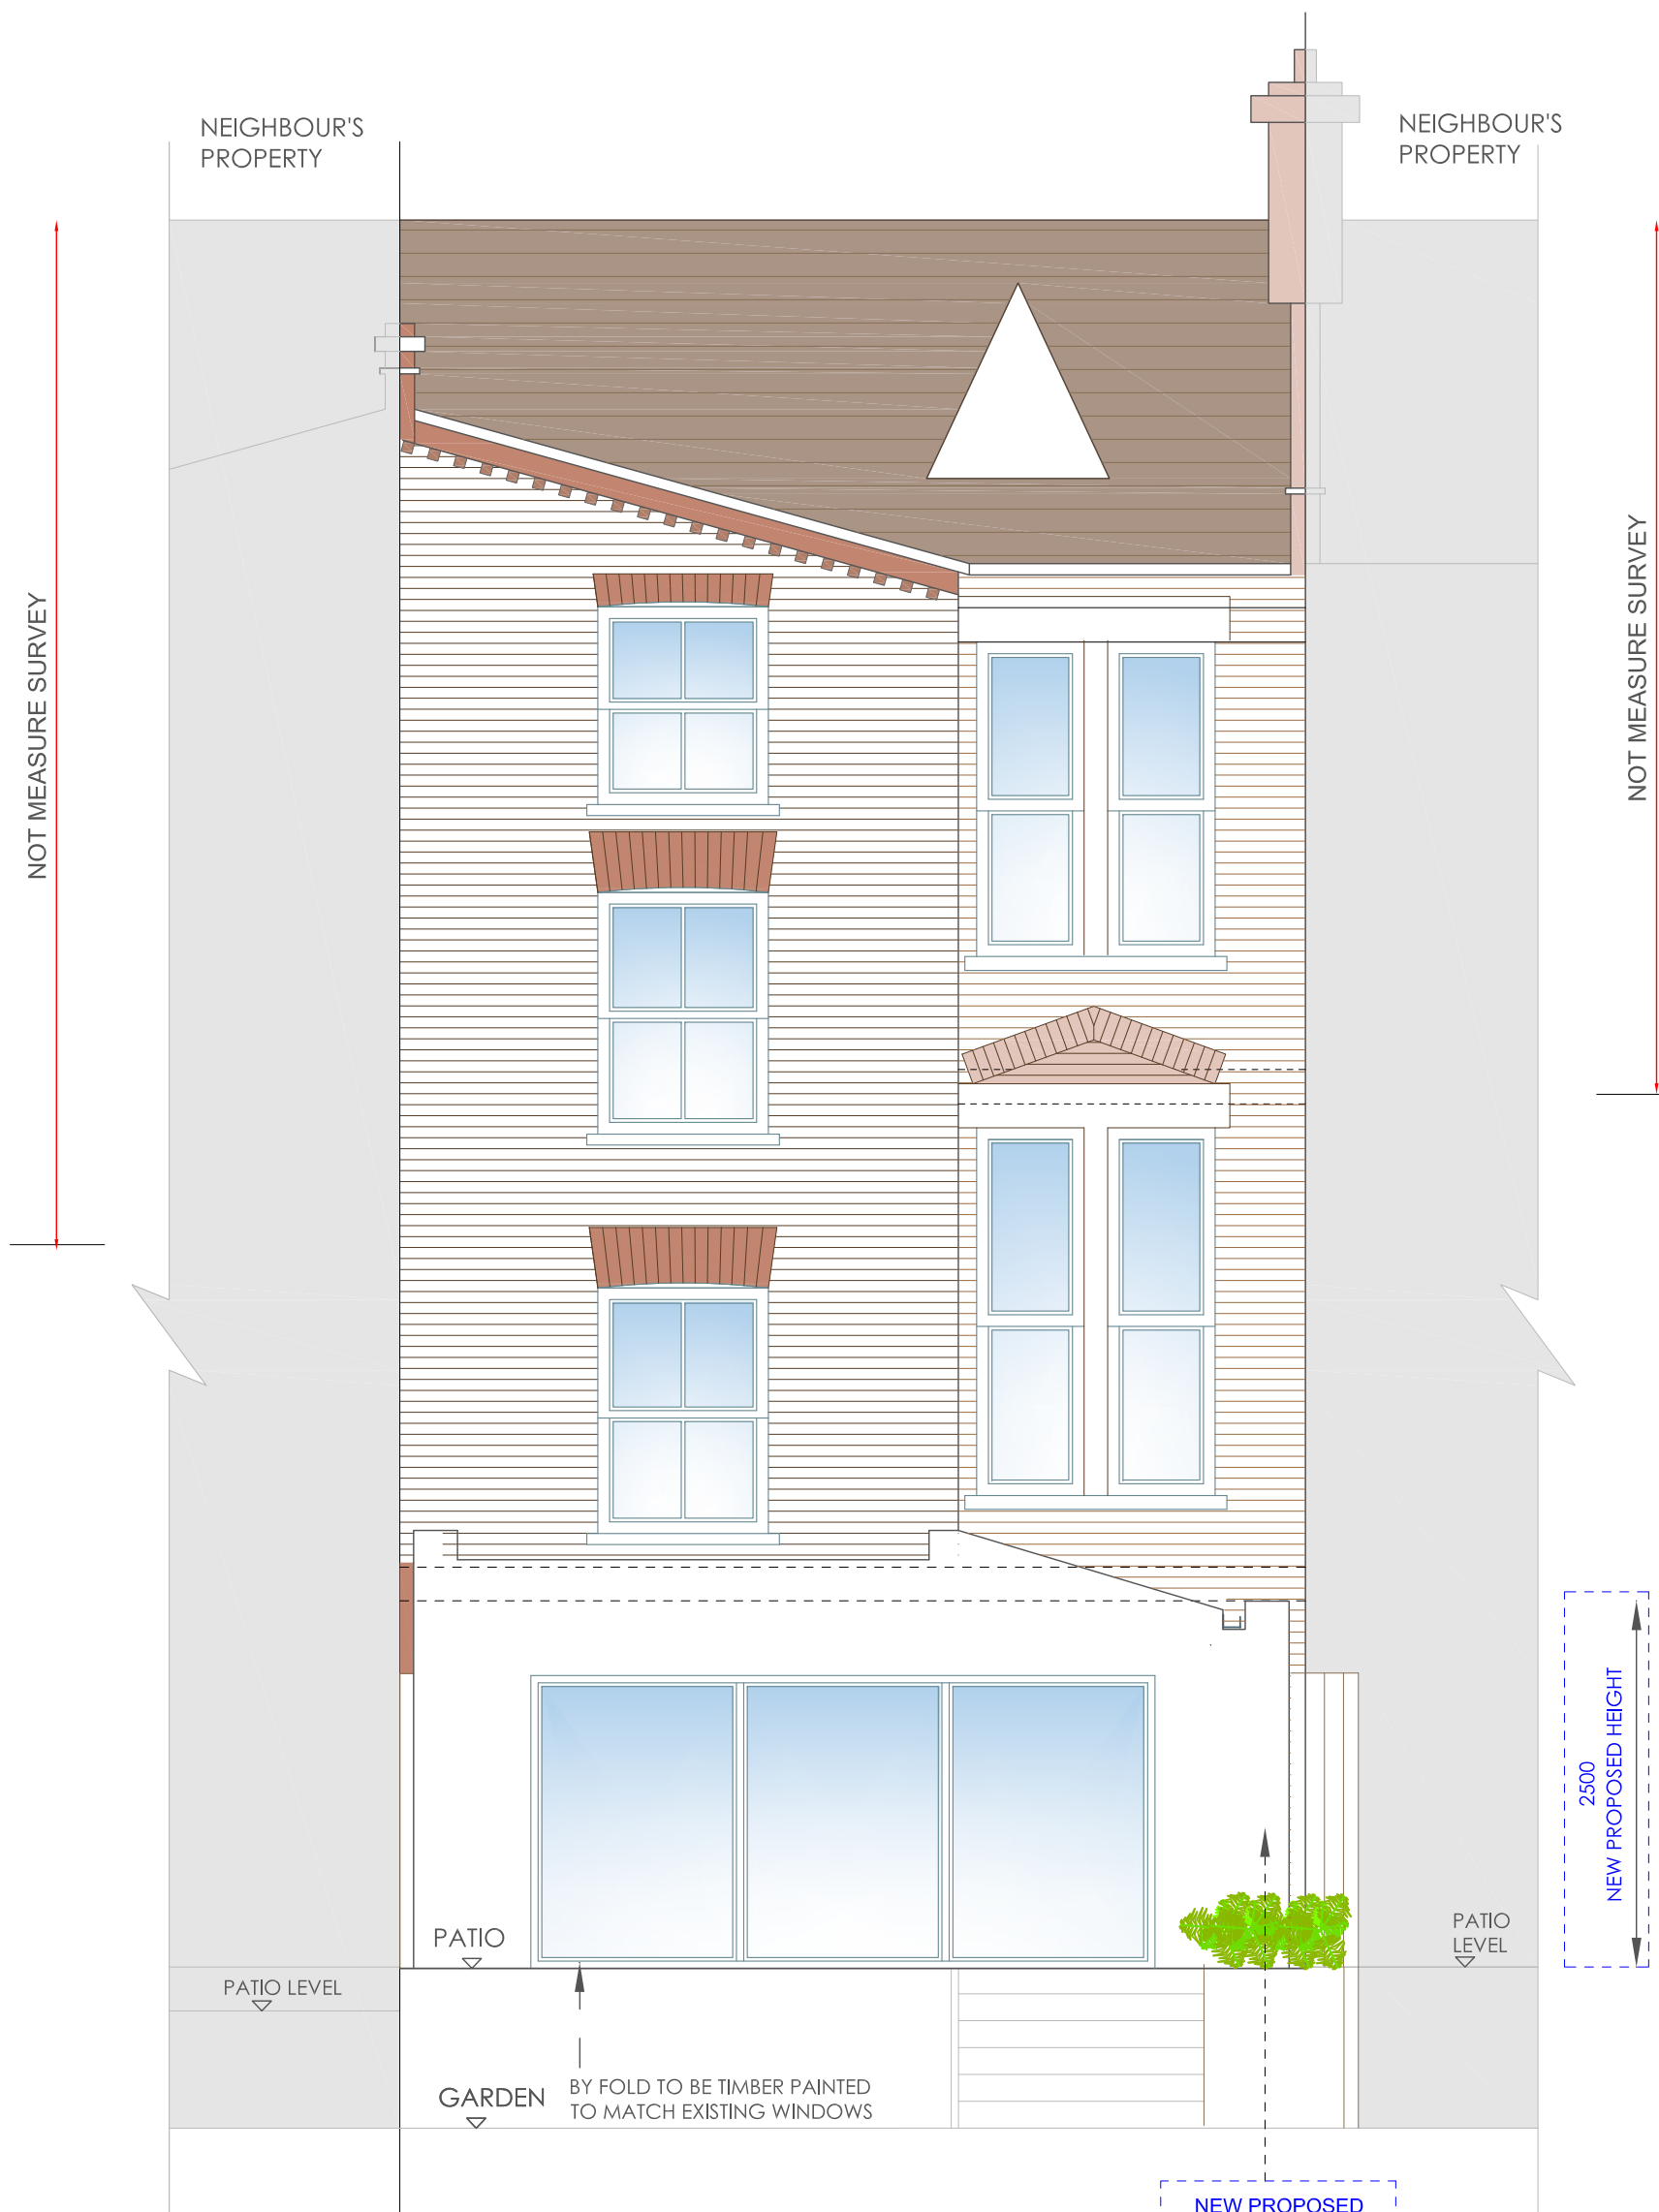 NEIGHBOUR'S
PROPERTY
NEIGHBOUR'S
PROPERTY
NOT MEASURE SURVEY
NOT MEASURE SURVEY
2500
NEW PROPOSED HEIGHT
PATIO
PATIO
LEVEL
PATIO LEVEL
GARDEN
BY FOLD TO BE TIMBER PAINTED
TO MATCH EXISTING WINDOWS
NEW PROPOSED